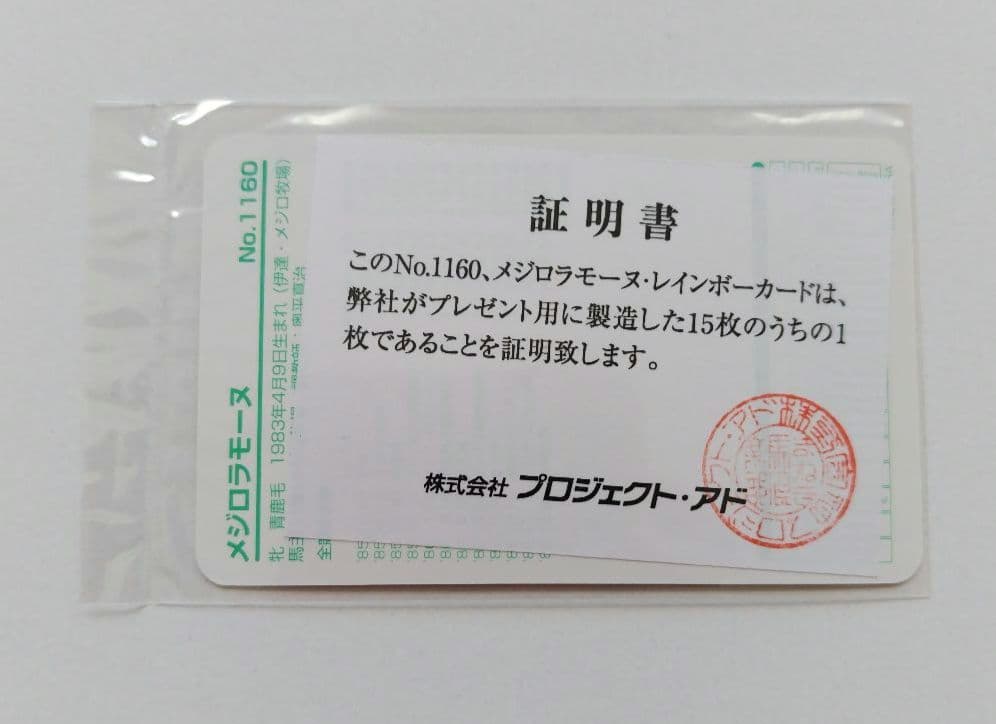 証明書
このNo.1160、メジロラモーヌ・レインボーカードは、
弊社がプレゼント用に製造した15枚のうちの1
枚であることを証明致します。
株式会社 プロジェクト・アド
メジロラモーヌ No.1160
牝 青鹿毛 1983年4月9日生まれ (伊達・メジロ牧場)